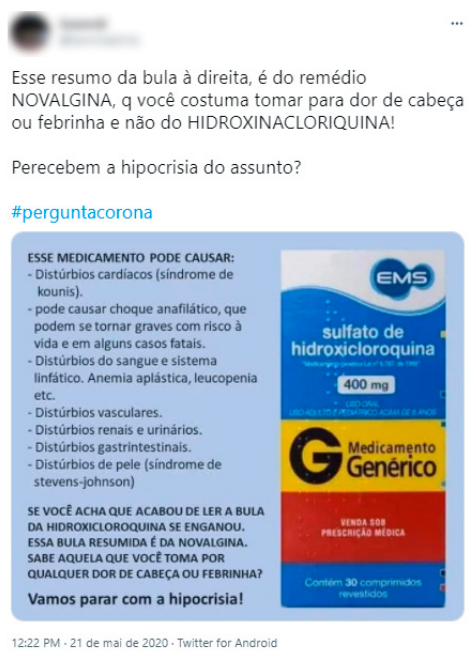 Esse resumo da bula à direita, é do remédio
NOVALGINA, q você costuma tomar para dor de cabeça
ou febrinha e não do HIDROXINACLORIQUINA!
Perecebem a hipocrisia do assunto?
#perguntacorona
ESSE MEDICAMENTO PODE CAUSAR:
- Distúrbios cardíacos (síndrome de
kounis).
- pode causar choque anafilático, que
podem se tornar graves com risco à
vida e em alguns casos fatais.
- Distúrbios do sangue e sistema
linfático. Anemia aplástica, leucopenia
etc.
- Distúrbios vasculares.
- Distúrbios renais e urinários.
- Distúrbios gastrintestinais.
- Distúrbios de pele (síndrome de
stevens-johnson)
SE VOCÊ ACHA QUE ACABOU DE LER A BULA
DA HIDROXICLOROQUINA SE ENGANOU.
ESSA BULA RESUMIDA É DA NOVALGINA.
SABE AQUELA QUE VOCÊ TOMA POR
QUALQUER DOR DE CABEÇA OU FEBRINHA?
Vamos parar com a hipocrisia!
EMS
sulfato de
hidroxicloroquina
400 mg
USO ORAL
USO ADULTO E PEDIÁTRICO ACIMA DE 6 ANOS
G Medicamento
Genérico
VENDA SOB
PRESCRIÇÃO MÉDICA
Contém 30 comprimidos
revestidos
12:22 PM · 21 de mai de 2020 · Twitter for Android